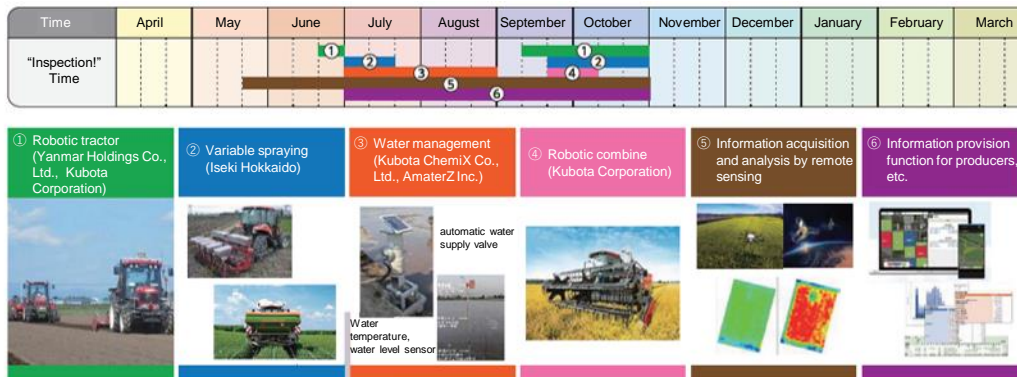 Time April May June July August September October November December January February March
“Inspection!”
Time
① ①
② ②
③ ④
⑤
⑥
① Robotic tractor
(Yanmar Holdings Co.,
Ltd., Kubota
Corporation)
② Variable spraying
(Iseki Hokkaido)
③ Water management
(Kubota ChemiX Co.,
Ltd., AmaterZ Inc.)
④ Robotic combine
(Kubota Corporation)
⑤ Information acquisition
and analysis by remote
sensing
⑥ Information provision
function for producers,
etc.
automatic water
supply valve
Water
temperature,
water level sensor